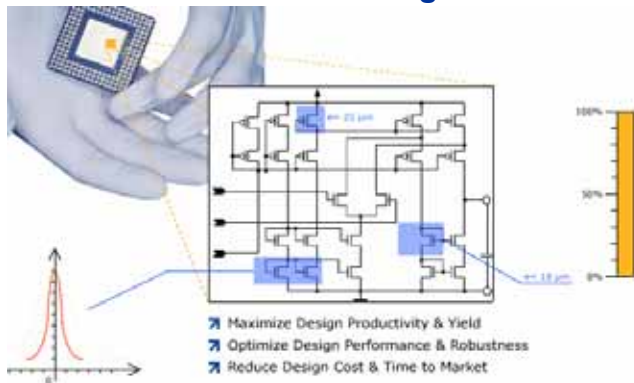 100%
50%
0%
Maximize Design Productivity & Yield
Optimize Design Performance & Robustness
Reduce Design Cost & Time to Market